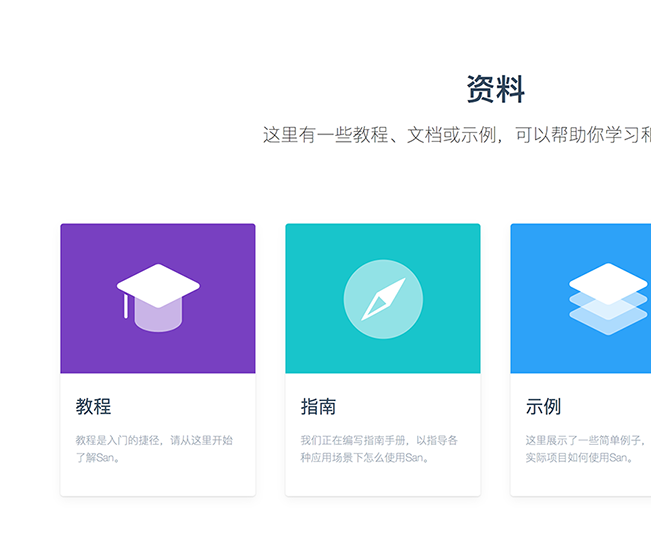 资料
这里有一些教程、文档或示例，可以帮助你学习和
教程
教程是入门的捷径，请从这里开始
了解San。
指南
我们正在编写指南手册，以指导各
种应用场景下怎么使用San。
示例
这里展示了一些简单例子，
实际项目如何使用San。